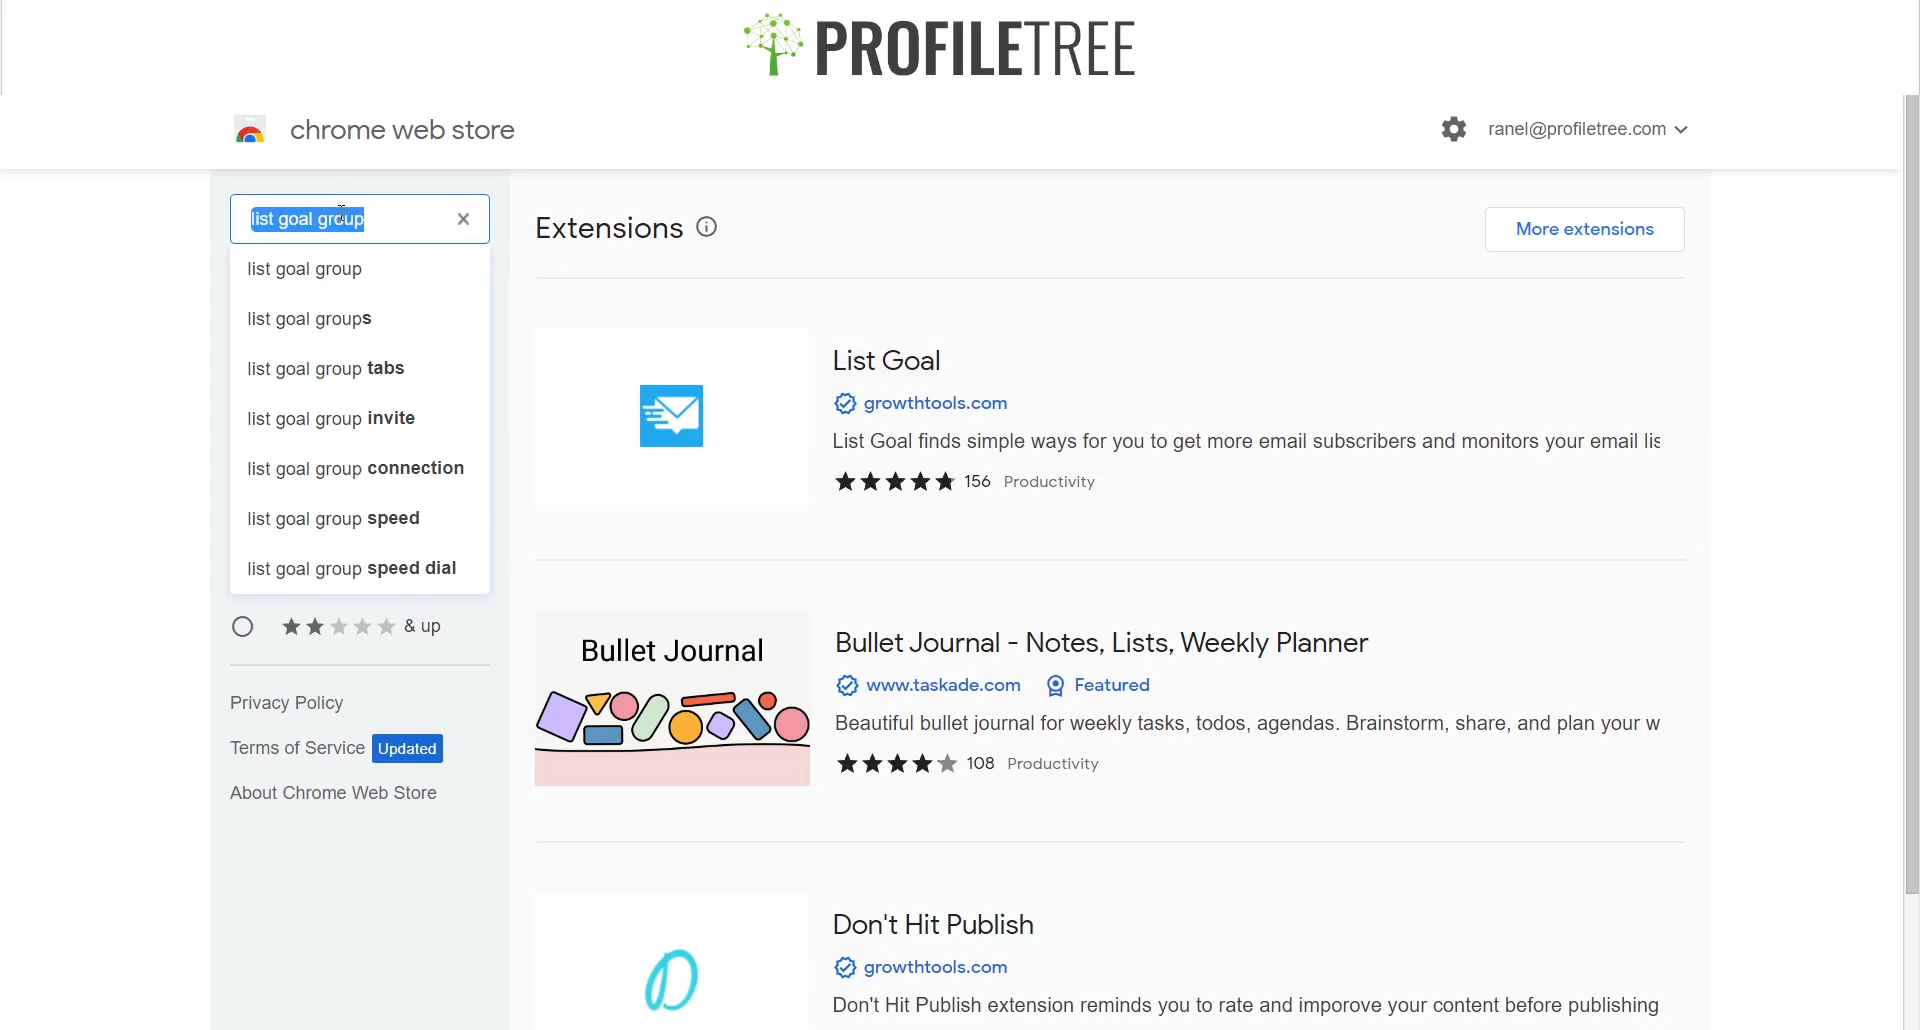 PROFILETREE
chrome web store
ranel@profiletree.com
list goal group
list goal group
list goal groups
list goal group tabs
list goal group invite
list goal group connection
list goal group speed
list goal group speed dial
& up
Privacy Policy
Terms of Service Updated
About Chrome Web Store
Extensions
More extensions
List Goal
growthtools.com
List Goal finds simple ways for you to get more email subscribers and monitors your email lis
156 Productivity
Bullet Journal
Bullet Journal - Notes, Lists, Weekly Planner
www.taskade.com Featured
Beautiful bullet journal for weekly tasks, todos, agendas. Brainstorm, share, and plan your w
108 Productivity
Don't Hit Publish
growthtools.com
Don't Hit Publish extension reminds you to rate and imporove your content before publishing